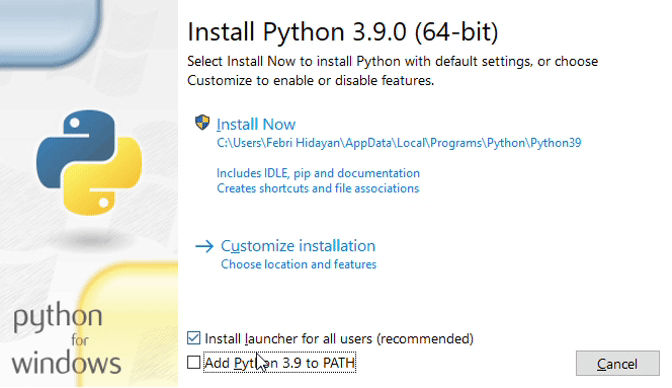 Install Python 3.9.0 (64-bit)
Select Install Now to install Python with default settings, or choose
Customize to enable or disable features.
Install Now
C:\Users\Febri Hidayan\AppData\Local\Programs\Python\Python39
Includes IDLE, pip and documentation
Creates shortcuts and file associations
Customize installation
Choose location and features
Install launcher for all users (recommended)
Add Python 3.9 to PATH
Cancel
python
for
windows